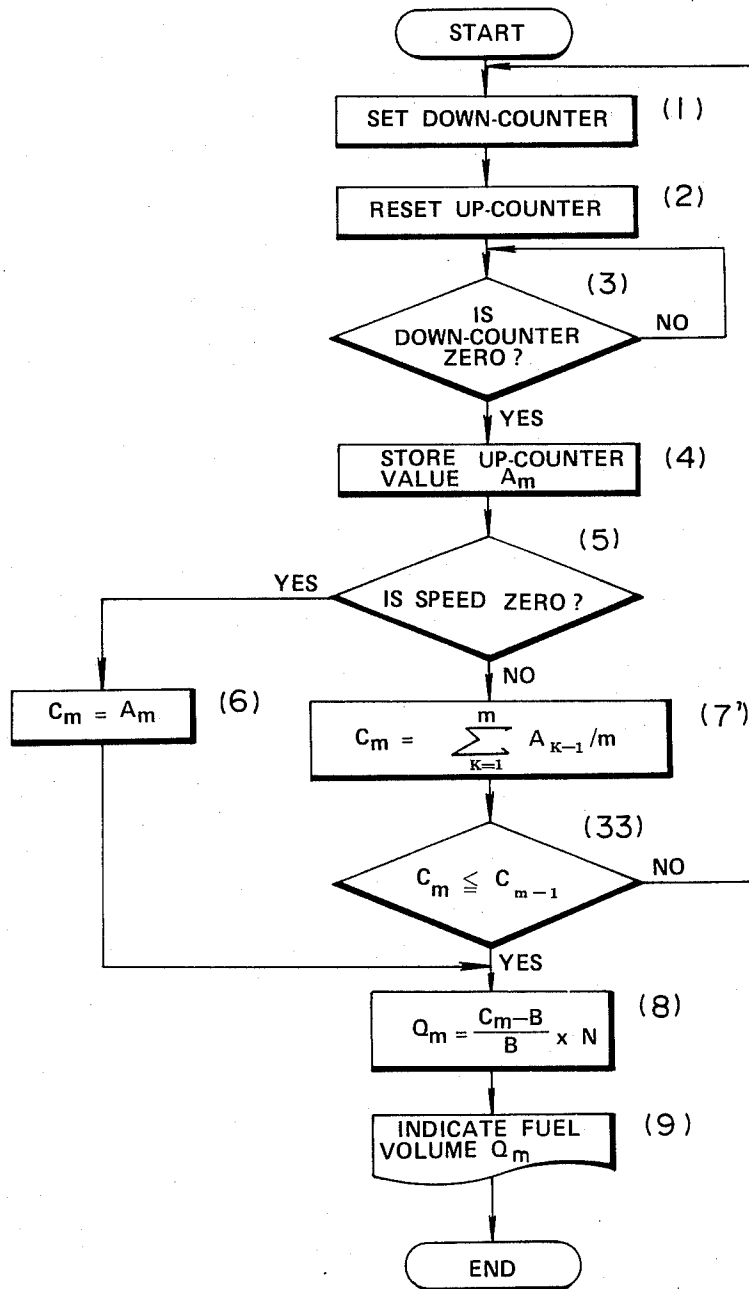 START
SET DOWN-COUNTER (1)
RESET UP-COUNTER (2)
(3)
IS
DOWN-COUNTER
ZERO ?
NO
YES
STORE UP-COUNTER
VALUE Am
(4)
(5)
YES
IS SPEED ZERO ?
NO
Cm = Am (6)
Cm = m ∑ K=1 AK-1/m (7')
(33)
Cm ≦ Cm-1
NO
YES
Qm = Cm-B / B x N (8)
INDICATE FUEL
VOLUME Qm
(9)
END